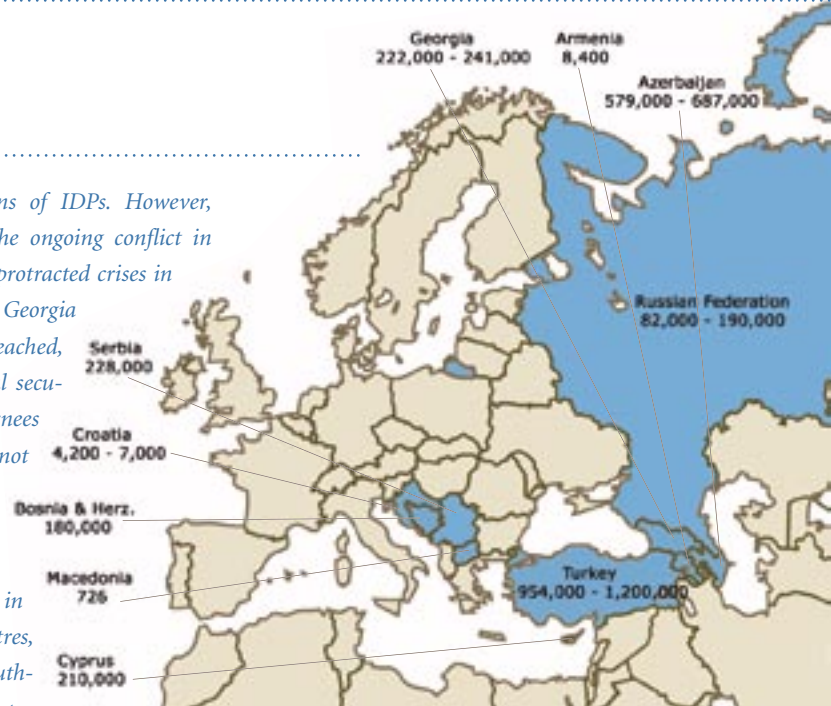 Georgia
222,000 - 241,000
Armenia
8,400
Azerbaijan
579,000 - 687,000
ns of IDPs. However,
he ongoing conflict in
protracted crises in
Georgia
eached,
l secu-
nees
not
in
tres,
uth-
Russian Federation
82,000 - 190,000
Serbia
228,000
Croatia
4,200 - 7,000
Bosnia & Herz.
180,000
Macedonia
726
Turkey
954,000 - 1,200,000
Cyprus
210,000